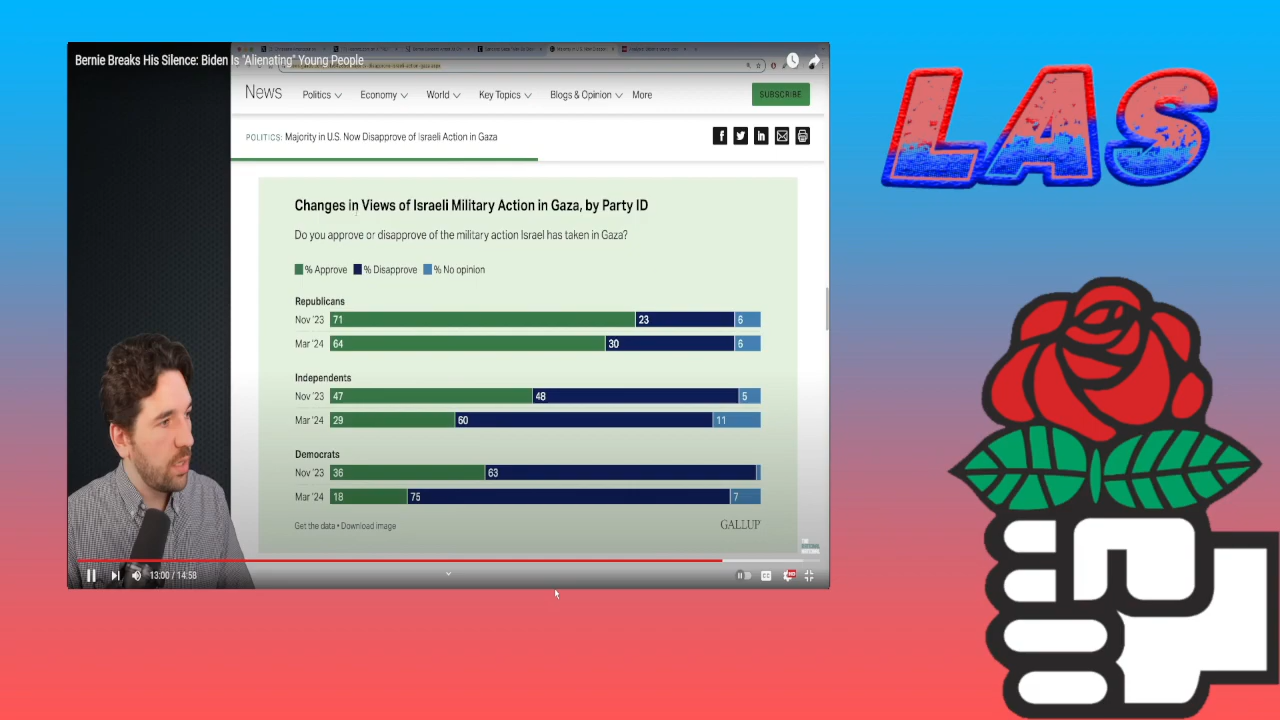 Bernie Breaks His Silence: Biden Is "Alienating" Young People
LAS
News
Politics
Economy
World
Key Topics
Blogs & Opinion
More
SUBSCRIBE
POLITICS: Majority in U.S. Now Disapprove of Israeli Action in Gaza
Changes in Views of Israeli Military Action in Gaza, by Party ID
Do you approve or disapprove of the military action Israel has taken in Gaza?
% Approve % Disapprove % No opinion
Republicans
Nov '23 71 23 6
Mar '24 64 30 6
Independents
Nov '23 47 48 5
Mar '24 29 60 11
Democrats
Nov '23 36 63
Mar '24 18 75 7
Get the data • Download image
GALLUP
13:00 / 14:58
CC
HD